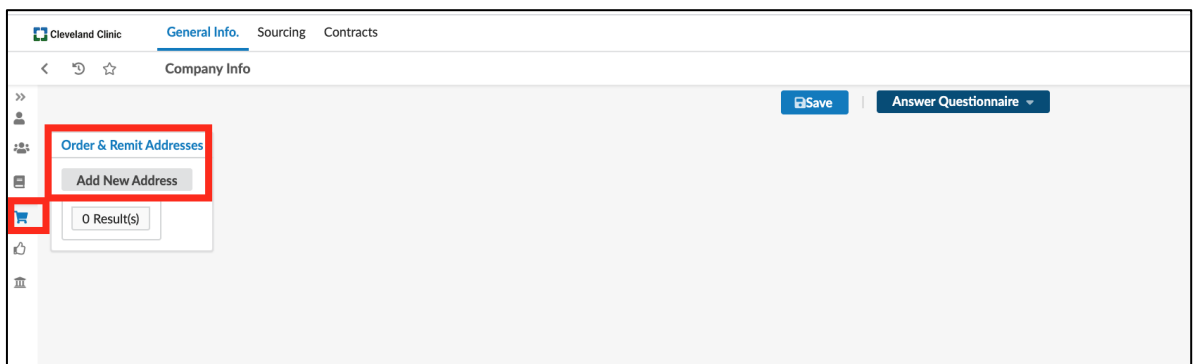 Cleveland Clinic General Info. Sourcing Contracts
Company Info
Save Answer Questionnaire
Order & Remit Addresses
Add New Address
0 Result(s)